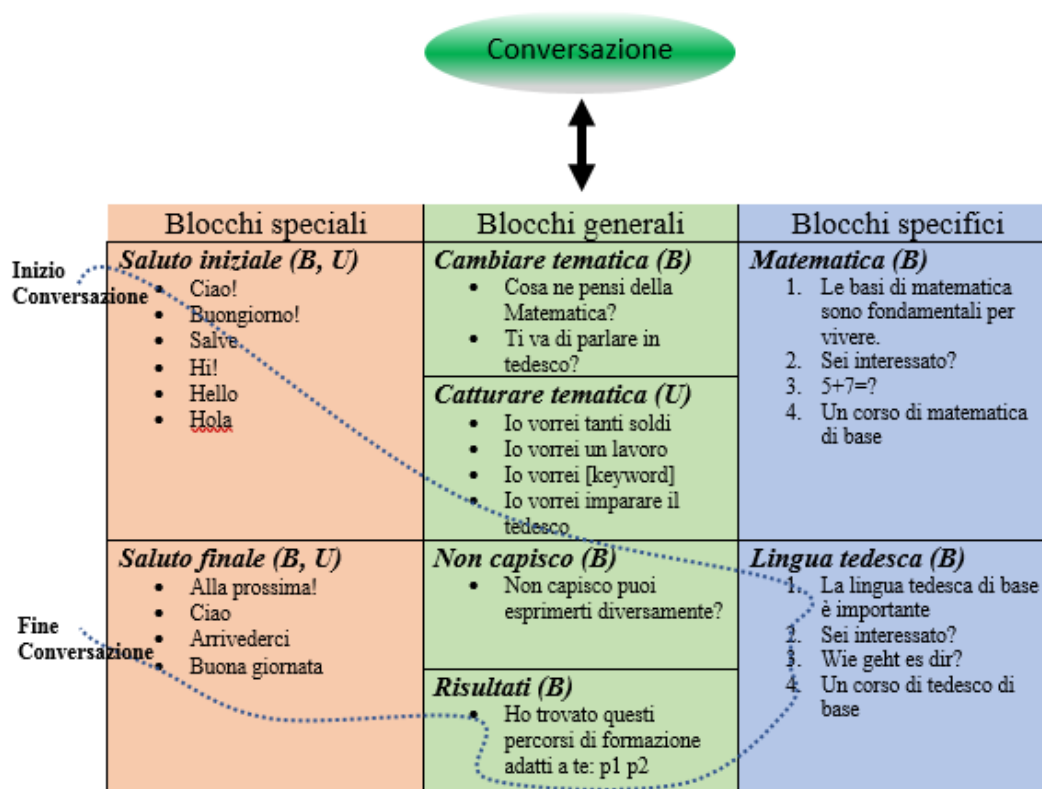 Conversazione
Blocchi speciali
Blocchi generali
Blocchi specifici
Inizio
Conversazione
Saluto iniziale (B, U)
• Ciao!
• Buongiorno!
• Salve
• Hi!
• Hello
• Hola
Cambiare tematica (B)
• Cosa ne pensi della
Matematica?
• Ti va di parlare in
tedesco?
Catturare tematica (U)
• Io vorrei tanti soldi
• Io vorrei un lavoro
• Io vorrei [keyword]
• Io vorrei imparare il
tedesco
Matematica (B)
1. Le basi di matematica
sono fondamentali per
vivere.
2. Sei interessato?
3. 5+7=?
4. Un corso di matematica
di base
Fine
Conversazione
Saluto finale (B, U)
• Alla prossima!
• Ciao
• Arrivederci
• Buona giornata
Non capisco (B)
• Non capisco puoi
esprimerti diversamente?
Risultati (B)
• Ho trovato questi
percorsi di formazione
adatti a te: p1 p2
Lingua tedesca (B)
1. La lingua tedesca di base
è importante
2. Sei interessato?
3. Wie geht es dir?
4. Un corso di tedesco di
base